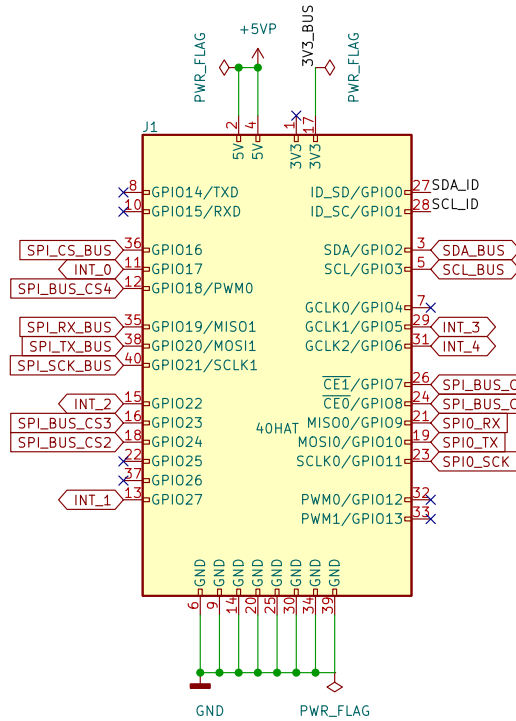 +5VP
3V3_BUS
PWR_FLAG
PWR_FLAG
J1
2
4
1
17
5V
5V
3V3
3V3
8 GPIO14/TXD
ID_SD/GPIO0 27 SDA_ID
10 GPIO15/RXD
ID_SC/GPIO1 28 SCL_ID
SPI_CS_BUS 36 GPIO16
SDA/GPIO2 3 SDA_BUS
INT_0 11 GPIO17
SCL/GPIO3 5 SCL_BUS
SPI_BUS_CS4 12 GPIO18/PWM0
GCLK0/GPIO4 7
SPI_RX_BUS 35 GPIO19/MISO1
GCLK1/GPIO5 29 INT_3
SPI_TX_BUS 38 GPIO20/MOSI1
GCLK2/GPIO6 31 INT_4
SPI_SCK_BUS 40 GPIO21/SCLK1
CE1/GPIO7 26 SPI_BUS_C
INT_2 15 GPIO22
CE0/GPIO8 24 SPI_BUS_C
SPI_BUS_CS3 16 GPIO23
MISO0/GPIO9 21 SPI0_RX
40HAT
SPI_BUS_CS2 18 GPIO24
MOSI0/GPIO10 19 SPI0_TX
22 GPIO25
SCLK0/GPIO11 23 SPI0_SCK
37 GPIO26
INT_1 13 GPIO27
PWM0/GPIO12 32
PWM1/GPIO13 33
GND
GND
GND
GND
GND
GND
GND
GND
6
9
14
20
25
30
34
39
GND
PWR_FLAG